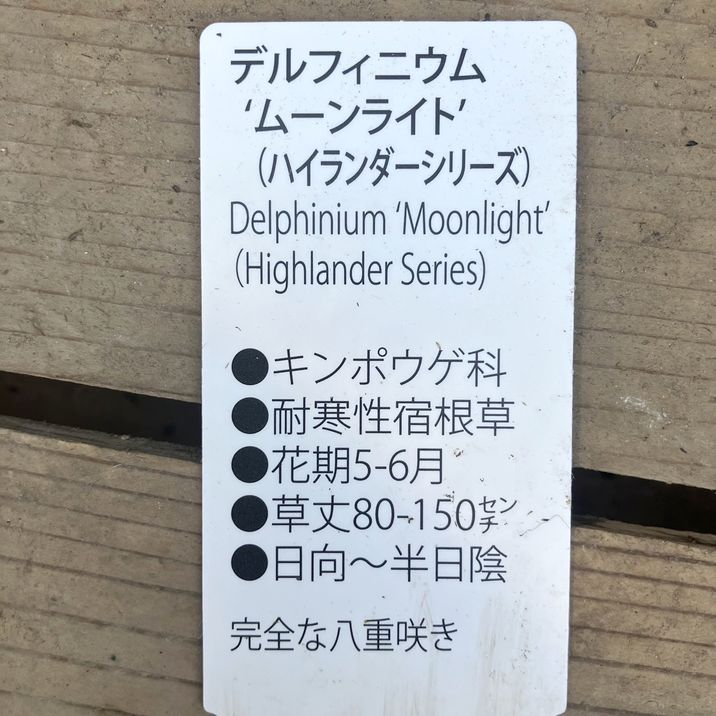 デルフィニウム
‘ムーンライト’
（ハイランダーシリーズ）
Delphinium ‘Moonlight’
(Highlander Series)
●キンポウゲ科
●耐寒性宿根草
●花期5-6月
●草丈80-150センチ
●日向～半日陰
完全な八重咲き